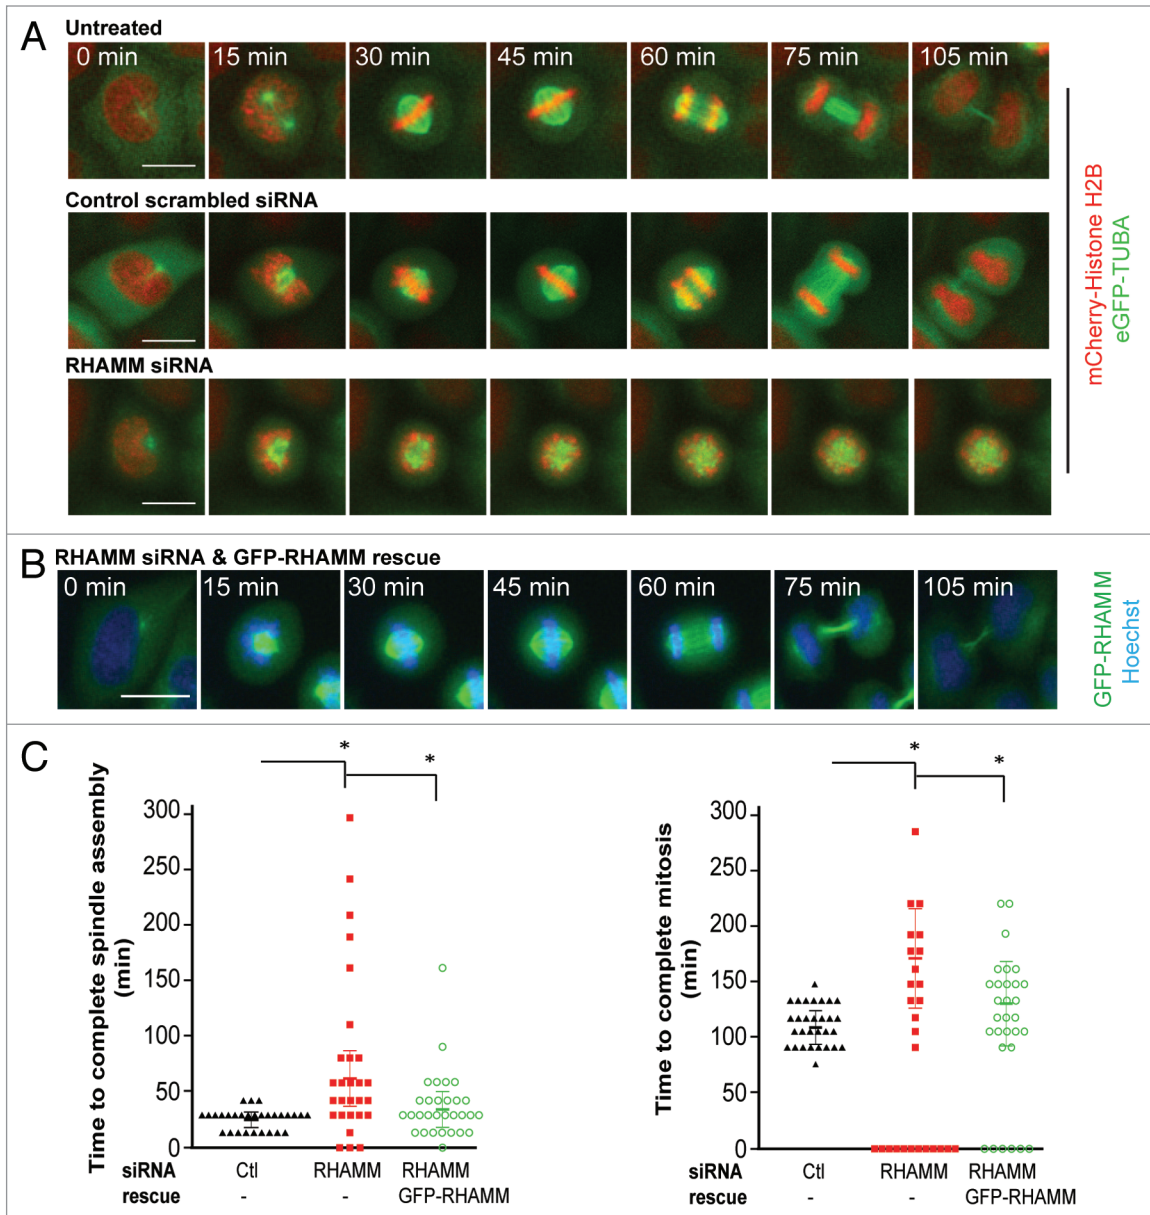 A
Untreated
0 min 15 min 30 min 45 min 60 min 75 min 105 min
Control scrambled siRNA
RHAMM siRNA
mCherry-Histone H2B
eGFP-TUBA
B
RHAMM siRNA & GFP-RHAMM rescue
0 min 15 min 30 min 45 min 60 min 75 min 105 min
GFP-RHAMM
Hoechst
C
Time to complete spindle assembly
(min)
* *
300
250
200
150
100
50
0
siRNA Ctl RHAMM RHAMM
rescue - - GFP-RHAMM
Time to complete mitosis
(min)
* *
300
250
200
150
100
50
0
siRNA Ctl RHAMM RHAMM
rescue - - GFP-RHAMM